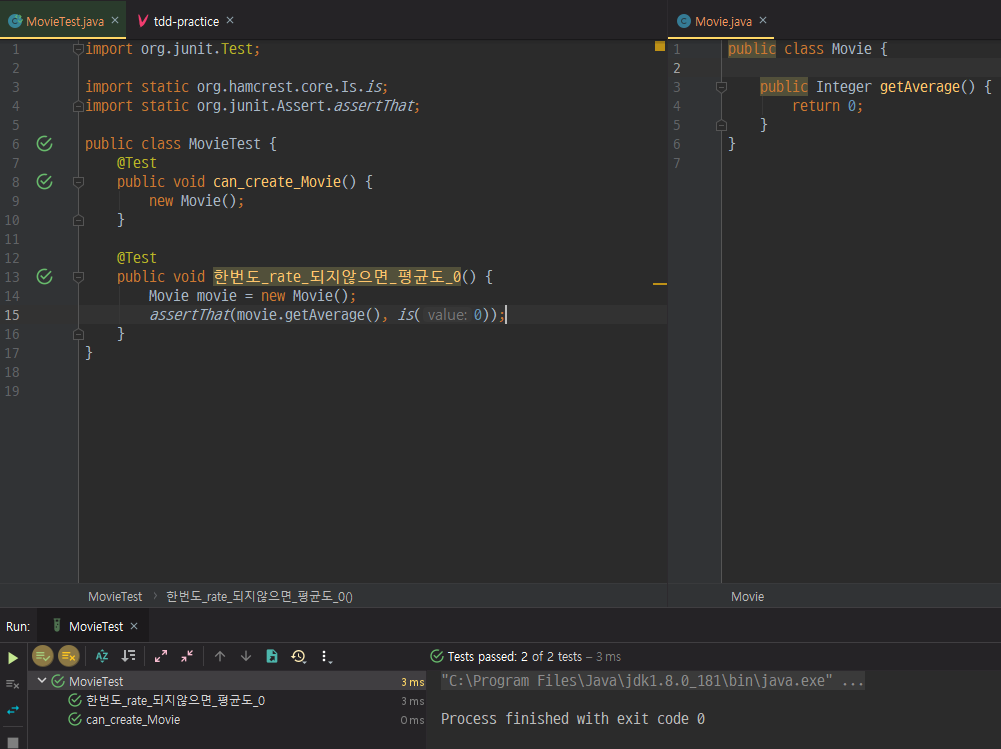 MovieTest.java × tdd-practice ×
1 import org.junit.Test;
2
3 import static org.hamcrest.core.Is.is;
4 import static org.junit.Assert.assertThat;
5
6 public class MovieTest {
7 @Test
8 public void can_create_Movie() {
9 new Movie();
10 }
11
12 @Test
13 public void 한번도_rate_되지않으면_평균도_0() {
14 Movie movie = new Movie();
15 assertThat(movie.getAverage(), is( value: 0));
16 }
17 }
18
19
MovieTest › 한번도_rate_되지않으면_평균도_0()
Movie.java ×
1 public class Movie {
2
3 public Integer getAverage() {
4 return 0;
5 }
6 }
7
Movie
Run: MovieTest ×
Tests passed: 2 of 2 tests – 3 ms
MovieTest 3 ms
한번도_rate_되지않으면_평균도_0 3 ms
can_create_Movie 0 ms
"C:\Program Files\Java\jdk1.8.0_181\bin\java.exe" ...
Process finished with exit code 0